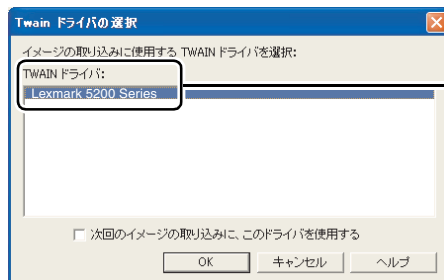 Twain ドライバの選択
イメージの取り込みに使用する TWAIN ドライバを選択:
TWAIN ドライバ:
Lexmark 5200 Series
次回のイメージの取り込みに、このドライバを使用する
OK キャンセル ヘルプ